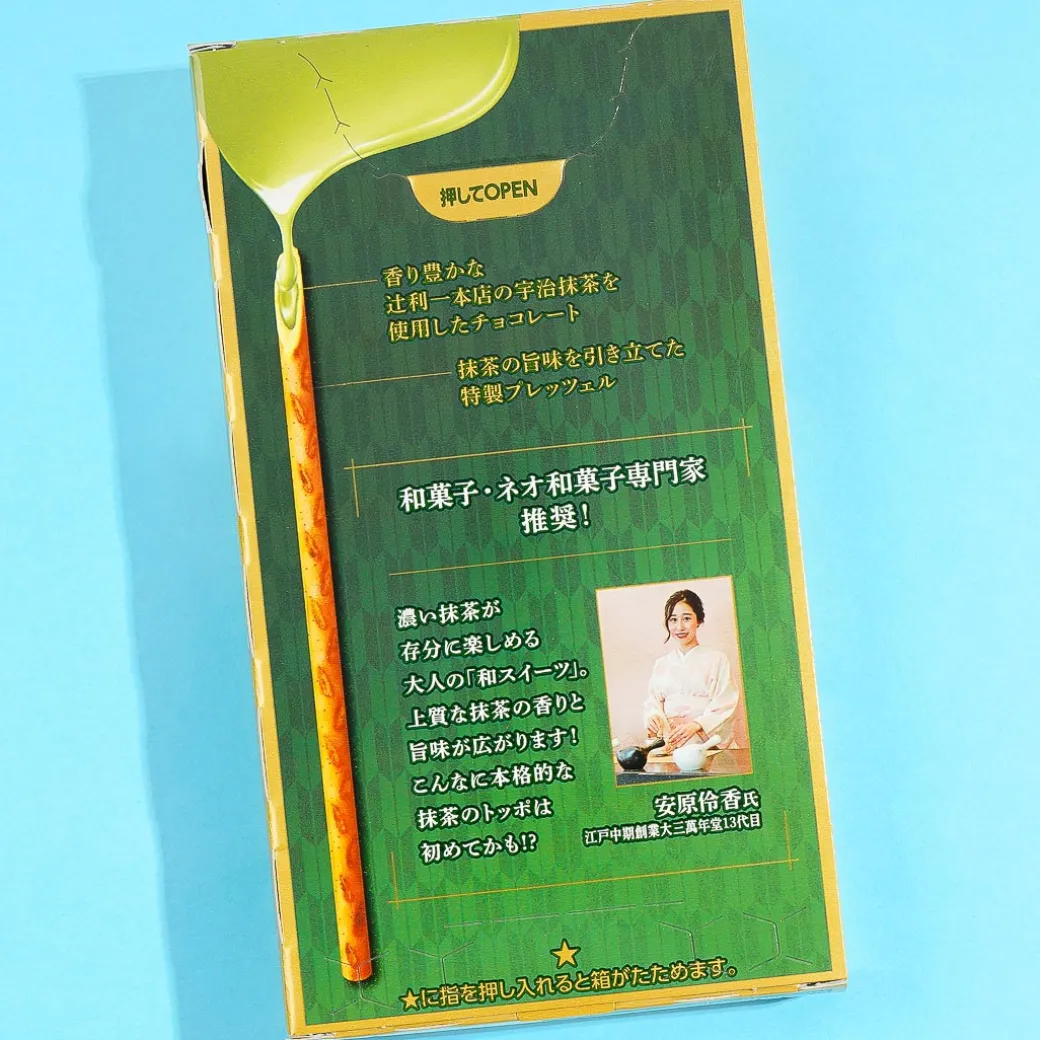 押してOPEN
香り豊かな
辻利一本店の宇治抹茶を
使用したチョコレート
抹茶の旨味を引き立てた
特製プレッツェル
和菓子・ネオ和菓子専門家
推奨!
濃い抹茶が
存分に楽しめる
大人の「和スイーツ」。
上質な抹茶の香りと
旨味が広がります!
こんなに本格的な
抹茶のトッポは
初めてかも!?
安原伶香氏
江戸中期創業大三萬年堂13代目
★
★に指を押し入れると箱がたためます。